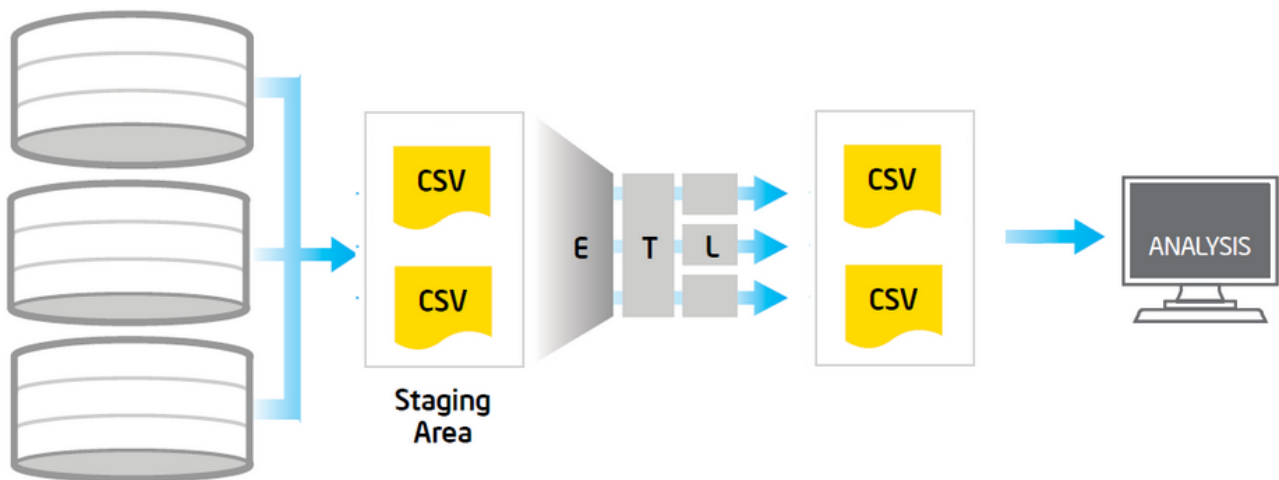 CSV
CSV
Staging
Area
E T L
CSV
CSV
ANALYSIS